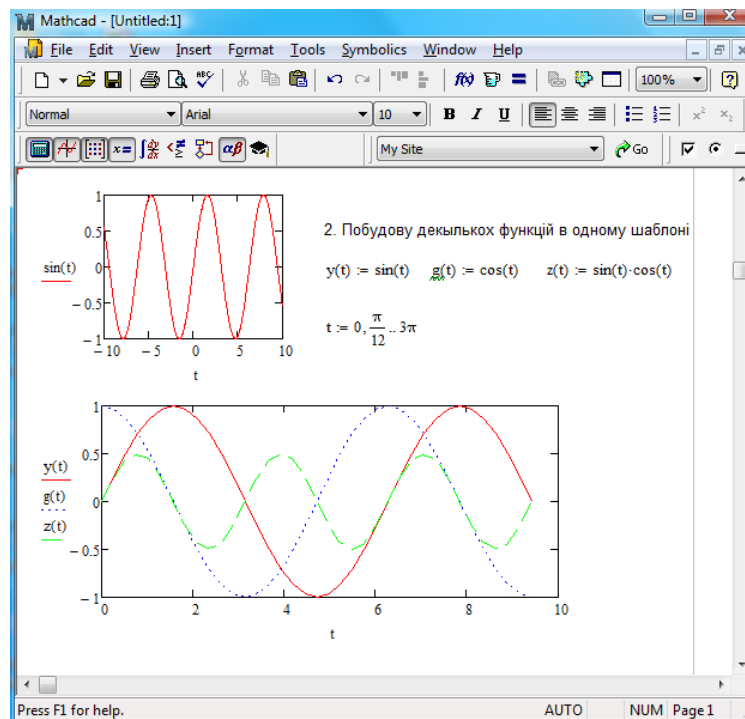 Mathcad - [Untitled:1]
File Edit View Insert Format Tools Symbolics Window Help
100%
Normal Arial 10 B I U x² x₂
My Site Go
2. Побудову декылькох функцій в одному шаблоні
y(t) := sin(t) g(t) := cos(t) z(t) := sin(t)·cos(t)
t := 0, π/12 .. 3π
1
0.5
sin(t) 0
−0.5
−1
−10 −5 0 5 10
t
1
0.5
y(t)
g(t) 0
z(t)
−0.5
−1
0 2 4 6 8 10
t
Press F1 for help. AUTO NUM Page 1